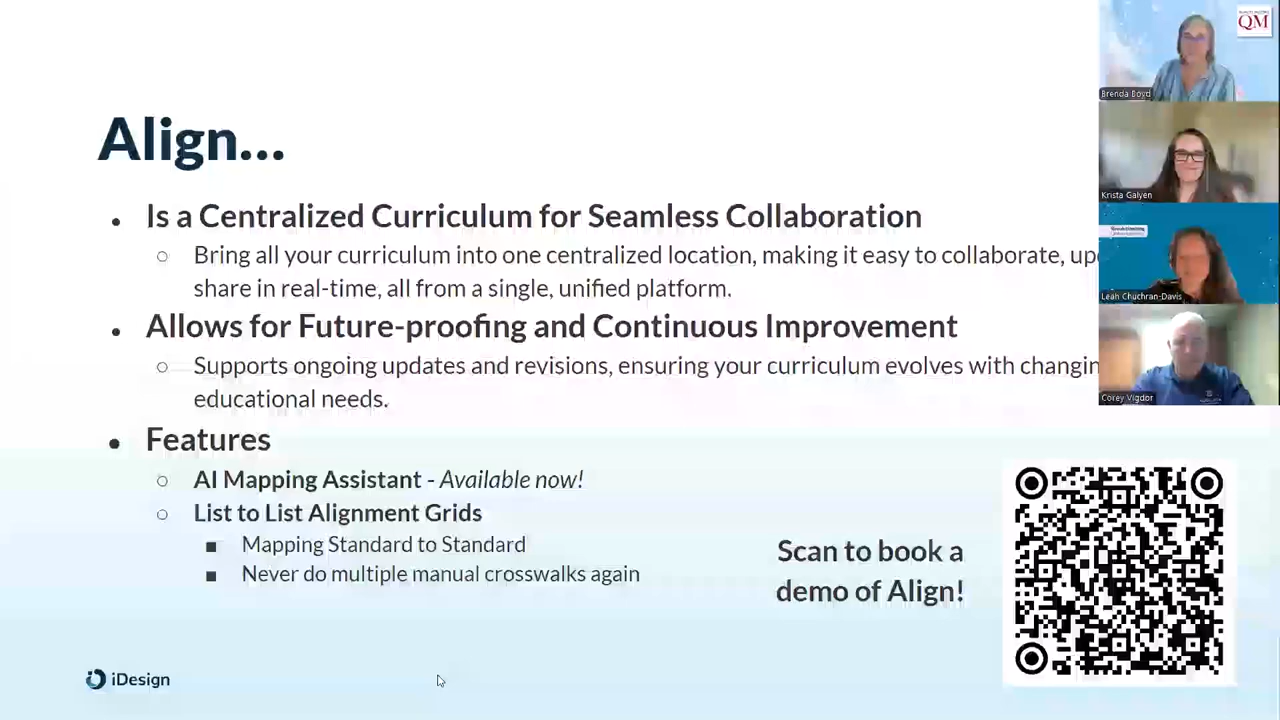 Align...
Is a Centralized Curriculum for Seamless Collaboration
Bring all your curriculum into one centralized location, making it easy to collaborate,
share in real-time, all from a single, unified platform.
Allows for Future-proofing and Continuous Improvement
Supports ongoing updates and revisions, ensuring your curriculum evolves with changin
educational needs.
Features
AI Mapping Assistant - Available now!
List to List Alignment Grids
Mapping Standard to Standard
Never do multiple manual crosswalks again
Scan to book a
demo of Align!
iDesign
QM
Brenda Boyd
Krista Galyen
Leah Chuchran-Davis
Corey Vigdor